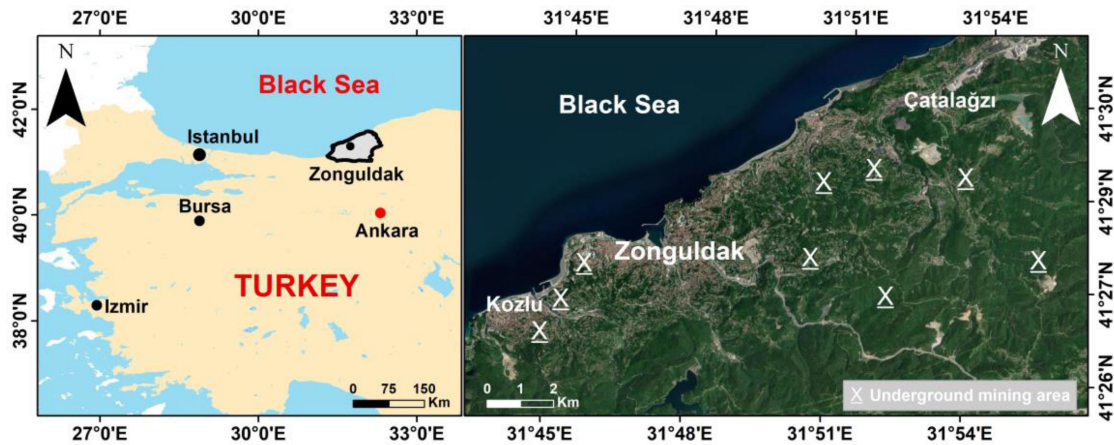 27°0'E 30°0'E 33°0'E
N
Black Sea
42°0'N
40°0'N
38°0'N
Istanbul
Zonguldak
Bursa
Ankara
TURKEY
Izmir
0 75 150
Km
27°0'E 30°0'E 33°0'E
31°45'E 31°48'E 31°51'E 31°54'E
N
Black Sea
Çatalağzı
41°30'N
41°29'N
41°27'N
41°26'N
Zonguldak
Kozlu
0 1 2
Km
X Underground mining area
31°45'E 31°48'E 31°51'E 31°54'E